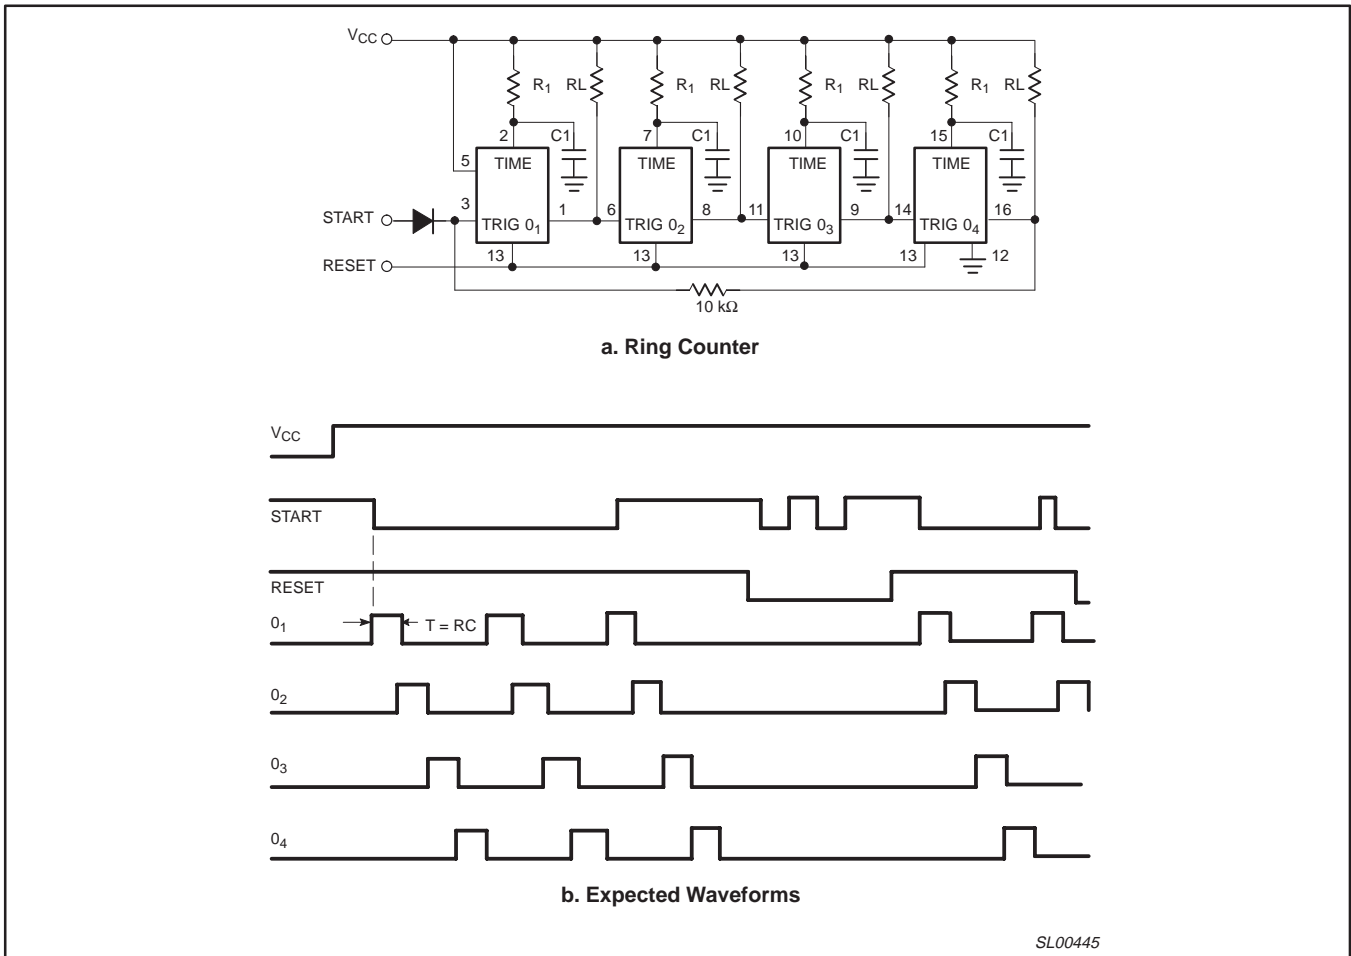 VCC
R1 RL R1 RL R1 RL R1 RL
2 C1 7 C1 10 C1 15 C1
5 TIME TIME TIME TIME
3 1 6 8 11 9 14 16
START TRIG 01 TRIG 02 TRIG 03 TRIG 04
RESET 13 13 13 13 12
10 kΩ
a. Ring Counter
VCC
START
RESET
01 T = RC
02
03
04
b. Expected Waveforms
SL00445